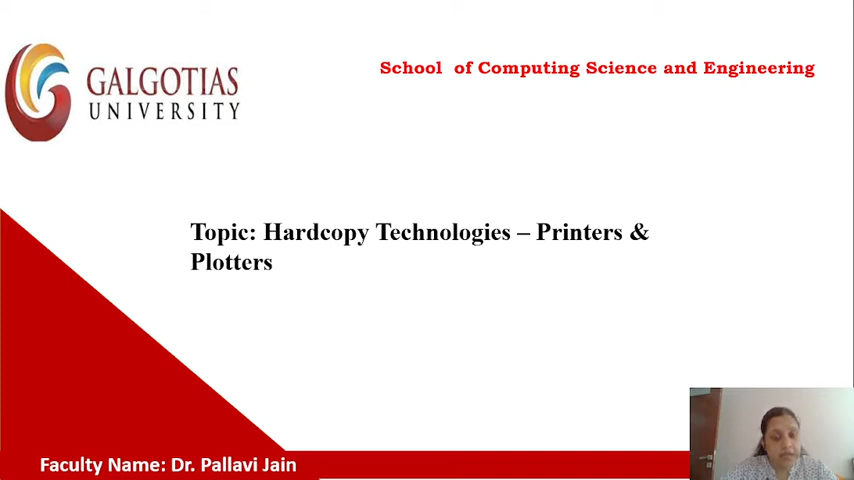 GALGOTIAS
UNIVERSITY
School of Computing Science and Engineering
Topic: Hardcopy Technologies – Printers &
Plotters
Faculty Name: Dr. Pallavi Jain